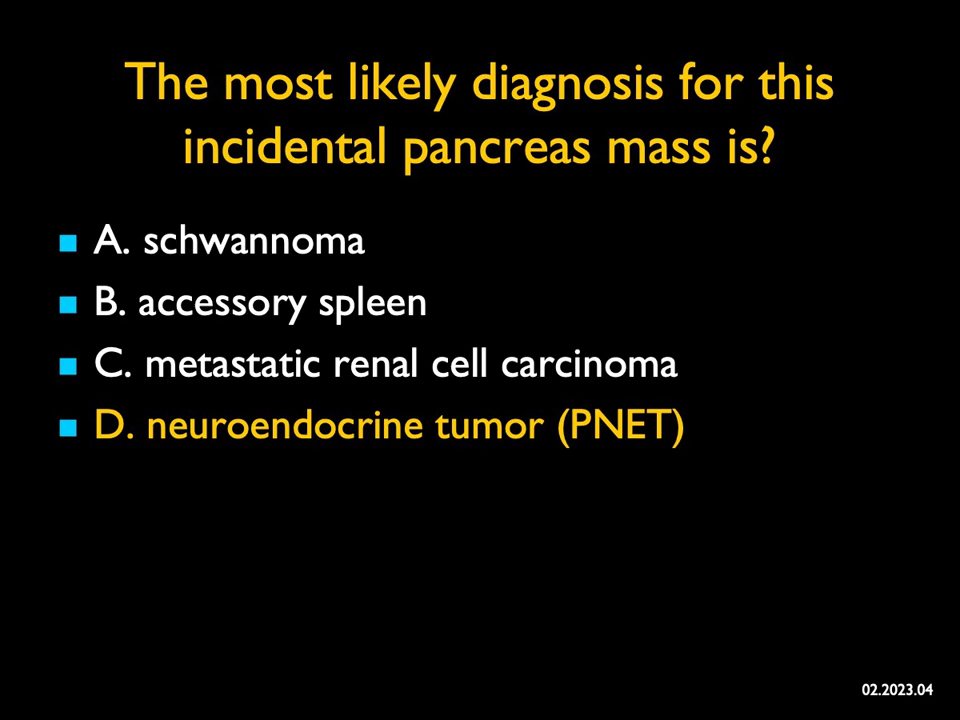 The most likely diagnosis for this
incidental pancreas mass is?
A. schwannoma
B. accessory spleen
C. metastatic renal cell carcinoma
D. neuroendocrine tumor (PNET)
02.2023.04